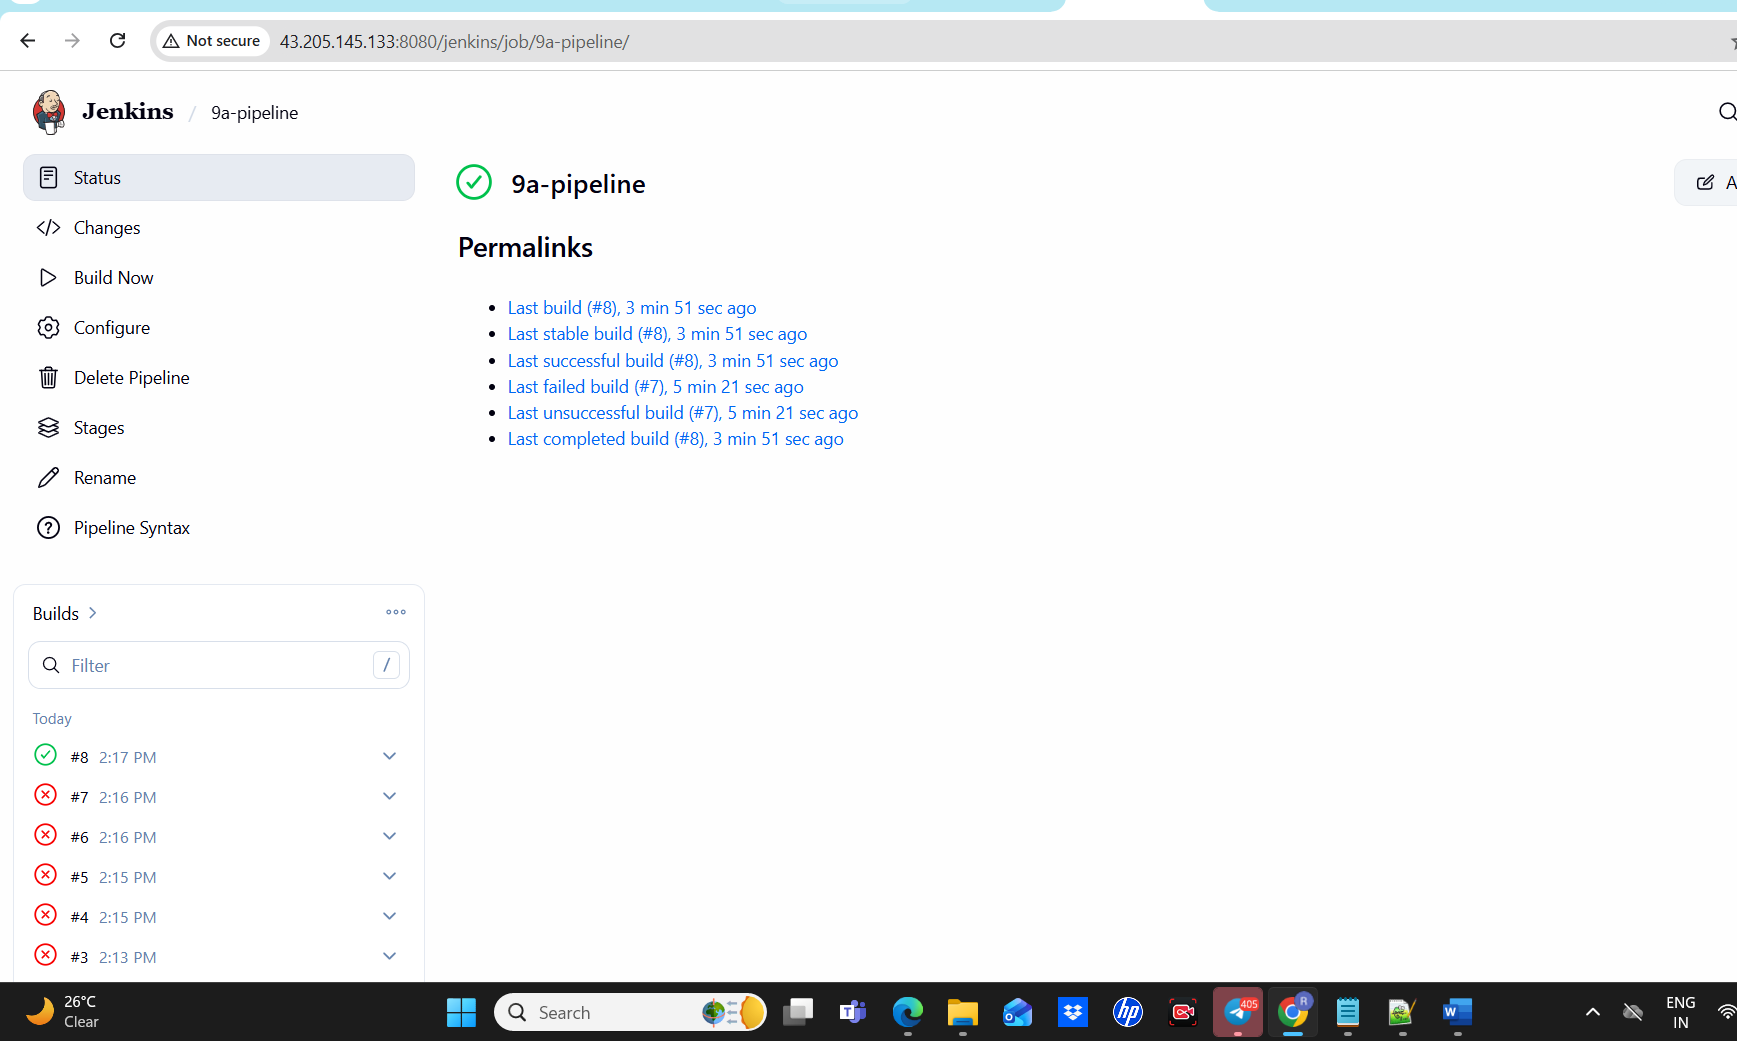 Not secure 43.205.145.133:8080/jenkins/job/9a-pipeline/
Jenkins / 9a-pipeline
Status
Changes
Build Now
Configure
Delete Pipeline
Stages
Rename
Pipeline Syntax
9a-pipeline
A
Permalinks
Last build (#8), 3 min 51 sec ago
Last stable build (#8), 3 min 51 sec ago
Last successful build (#8), 3 min 51 sec ago
Last failed build (#7), 5 min 21 sec ago
Last unsuccessful build (#7), 5 min 21 sec ago
Last completed build (#8), 3 min 51 sec ago
Builds
Filter /
Today
#8 2:17 PM
#7 2:16 PM
#6 2:16 PM
#5 2:15 PM
#4 2:15 PM
#3 2:13 PM
26°C
Clear
Search
T
hp
405
R
W
ENG
IN